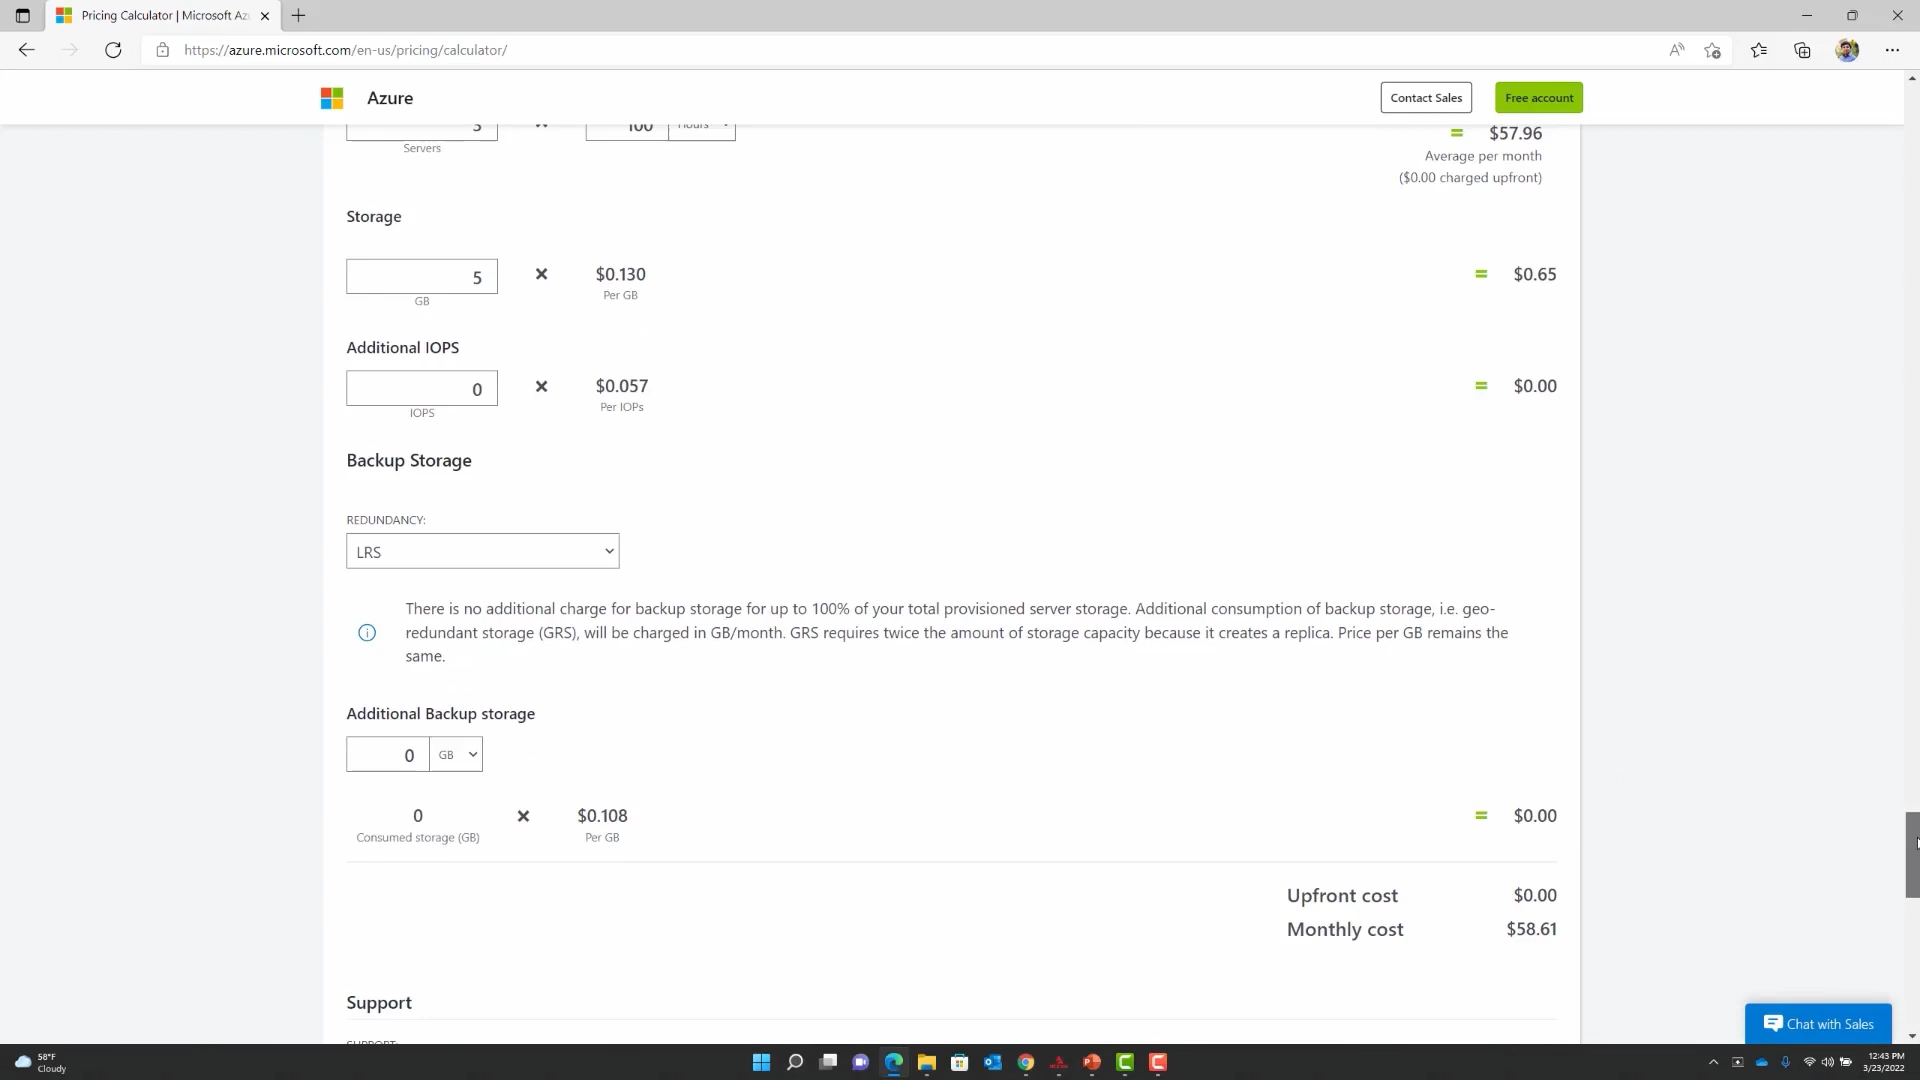 Pricing Calculator | Microsoft Az
https://azure.microsoft.com/en-us/pricing/calculator/
Azure
Contact Sales
Free account
3
100
Hours
= $57.96
Servers
Average per month
($0.00 charged upfront)
Storage
5
× $0.130
= $0.65
GB
Per GB
Additional IOPS
0
× $0.057
= $0.00
IOPS
Per IOPs
Backup Storage
REDUNDANCY:
LRS
There is no additional charge for backup storage for up to 100% of your total provisioned server storage. Additional consumption of backup storage, i.e. geo-
redundant storage (GRS), will be charged in GB/month. GRS requires twice the amount of storage capacity because it creates a replica. Price per GB remains the
same.
Additional Backup storage
0
GB
0 × $0.108
= $0.00
Consumed storage (GB)
Per GB
Upfront cost $0.00
Monthly cost $58.61
Support
SUPPORT:
Chat with Sales
58°F
Cloudy
12:43 PM
3/23/2022